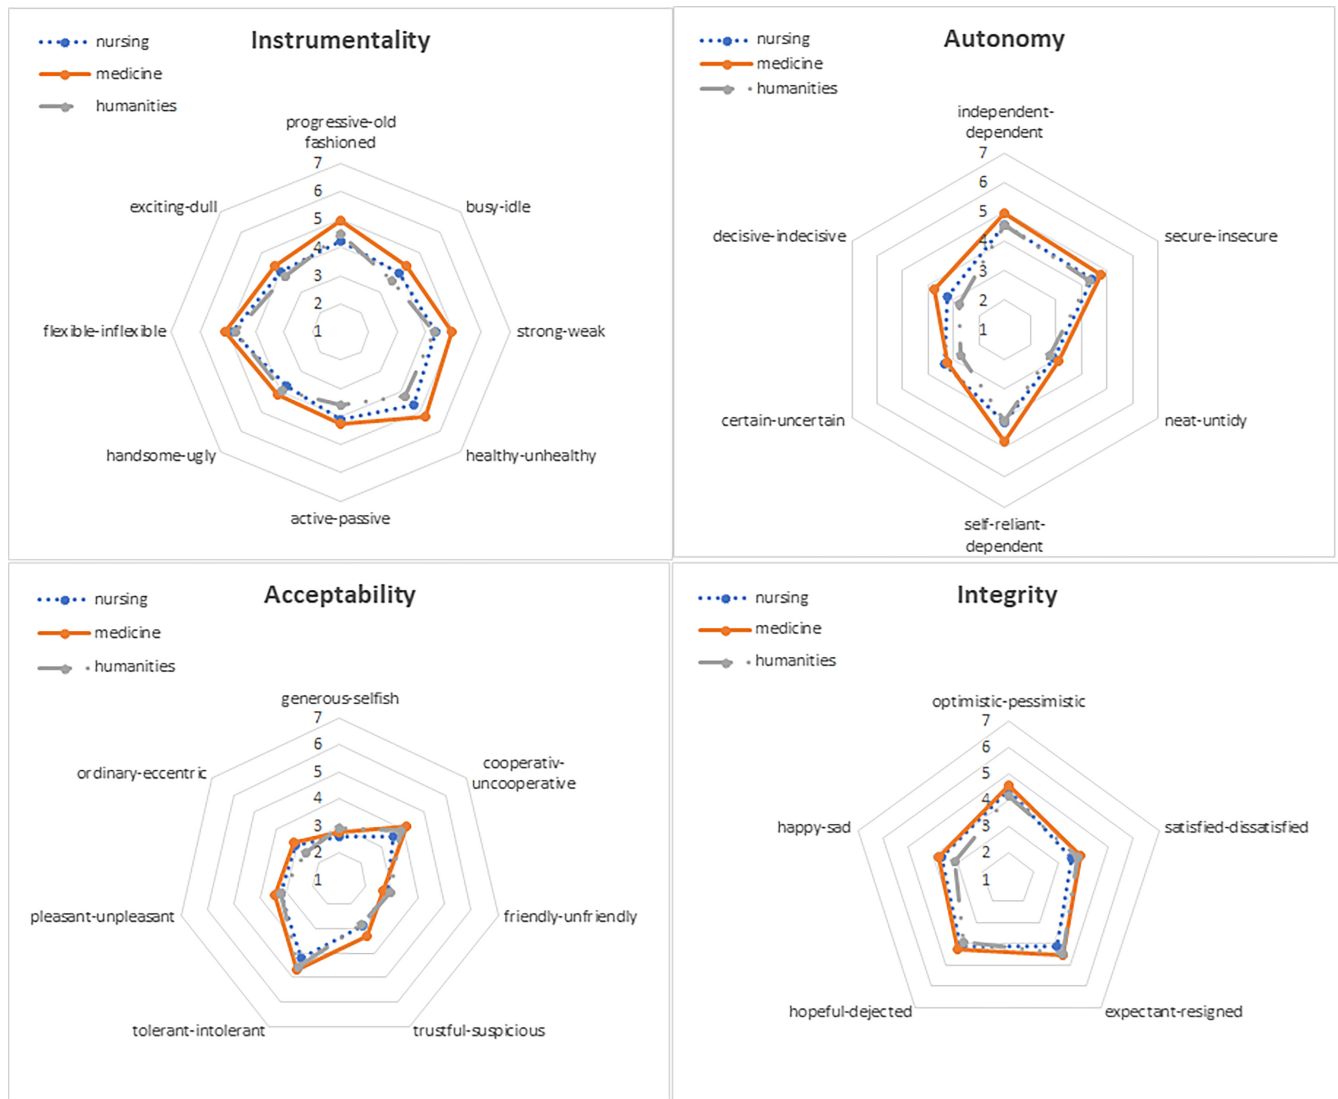 Instrumentality
nursing
medicine
humanities
progressive-old
fashioned
7
6
5
4
3
2
1
exciting-dull
busy-idle
flexible-inflexible
strong-weak
handsome-ugly
healthy-unhealthy
active-passive
Autonomy
nursing
medicine
humanities
independent-
dependent
7
6
5
4
3
2
1
decisive-indecisive
secure-insecure
certain-uncertain
neat-untidy
self-reliant-
dependent
Acceptability
nursing
medicine
humanities
generous-selfish
7
6
5
4
3
2
1
ordinary-eccentric
cooperativ-
uncooperative
pleasant-unpleasant
friendly-unfriendly
tolerant-intolerant
trustful-suspicious
Integrity
nursing
medicine
humanities
optimistic-pessimistic
7
6
5
4
3
2
1
happy-sad
satisfied-dissatisfied
hopeful-dejected
expectant-resigned